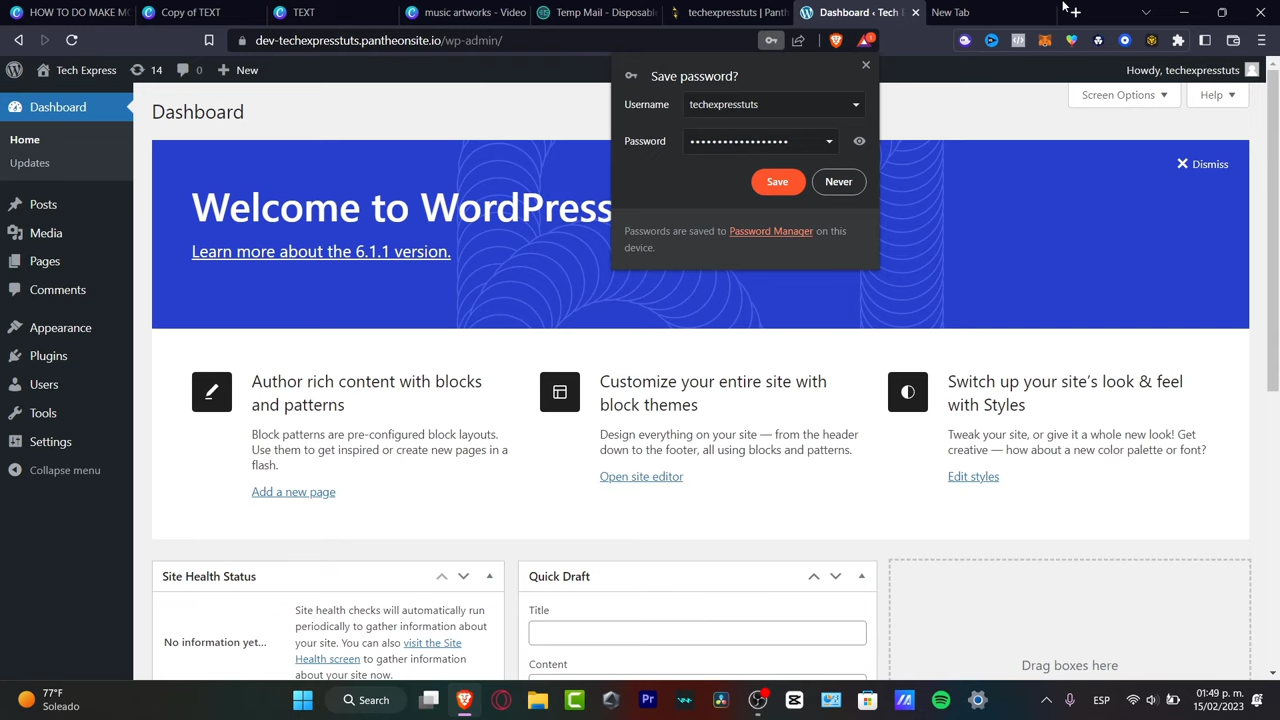 HOW TO DO MAKE MO
Copy of TEXT
TEXT
music artworks - Video
Temp Mail - Disposable
techexpresstuts | Panth
Dashboard ‹ Tech E
New Tab
dev-techexpresstuts.pantheonsite.io/wp-admin/
Tech Express
14
New
Howdy, techexpresstuts
Dashboard
Home
Updates
Posts
Media
Pages
Comments
Appearance
Plugins
Users
Tools
Settings
Collapse menu
Dashboard
Screen Options
Help
Save password?
Username
techexpresstuts
Password
••••••••••••••••••
Save
Never
Passwords are saved to Password Manager on this
device.
Welcome to WordPress
Learn more about the 6.1.1 version.
Dismiss
Author rich content with blocks
and patterns
Block patterns are pre-configured block layouts.
Use them to get inspired or create new pages in a
flash.
Add a new page
Customize your entire site with
block themes
Design everything on your site — from the header
down to the footer, all using blocks and patterns.
Open site editor
Switch up your site's look & feel
with Styles
Tweak your site, or give it a whole new look! Get
creative — how about a new color palette or font?
Edit styles
Site Health Status
No information yet...
Site health checks will automatically run
periodically to gather information about
your site. You can also visit the Site
Health screen to gather information
about your site now.
Quick Draft
Title
Content
Drag boxes here
77°F
Soleado
Search
Pr
ESP
01:49 p. m.
15/02/2023